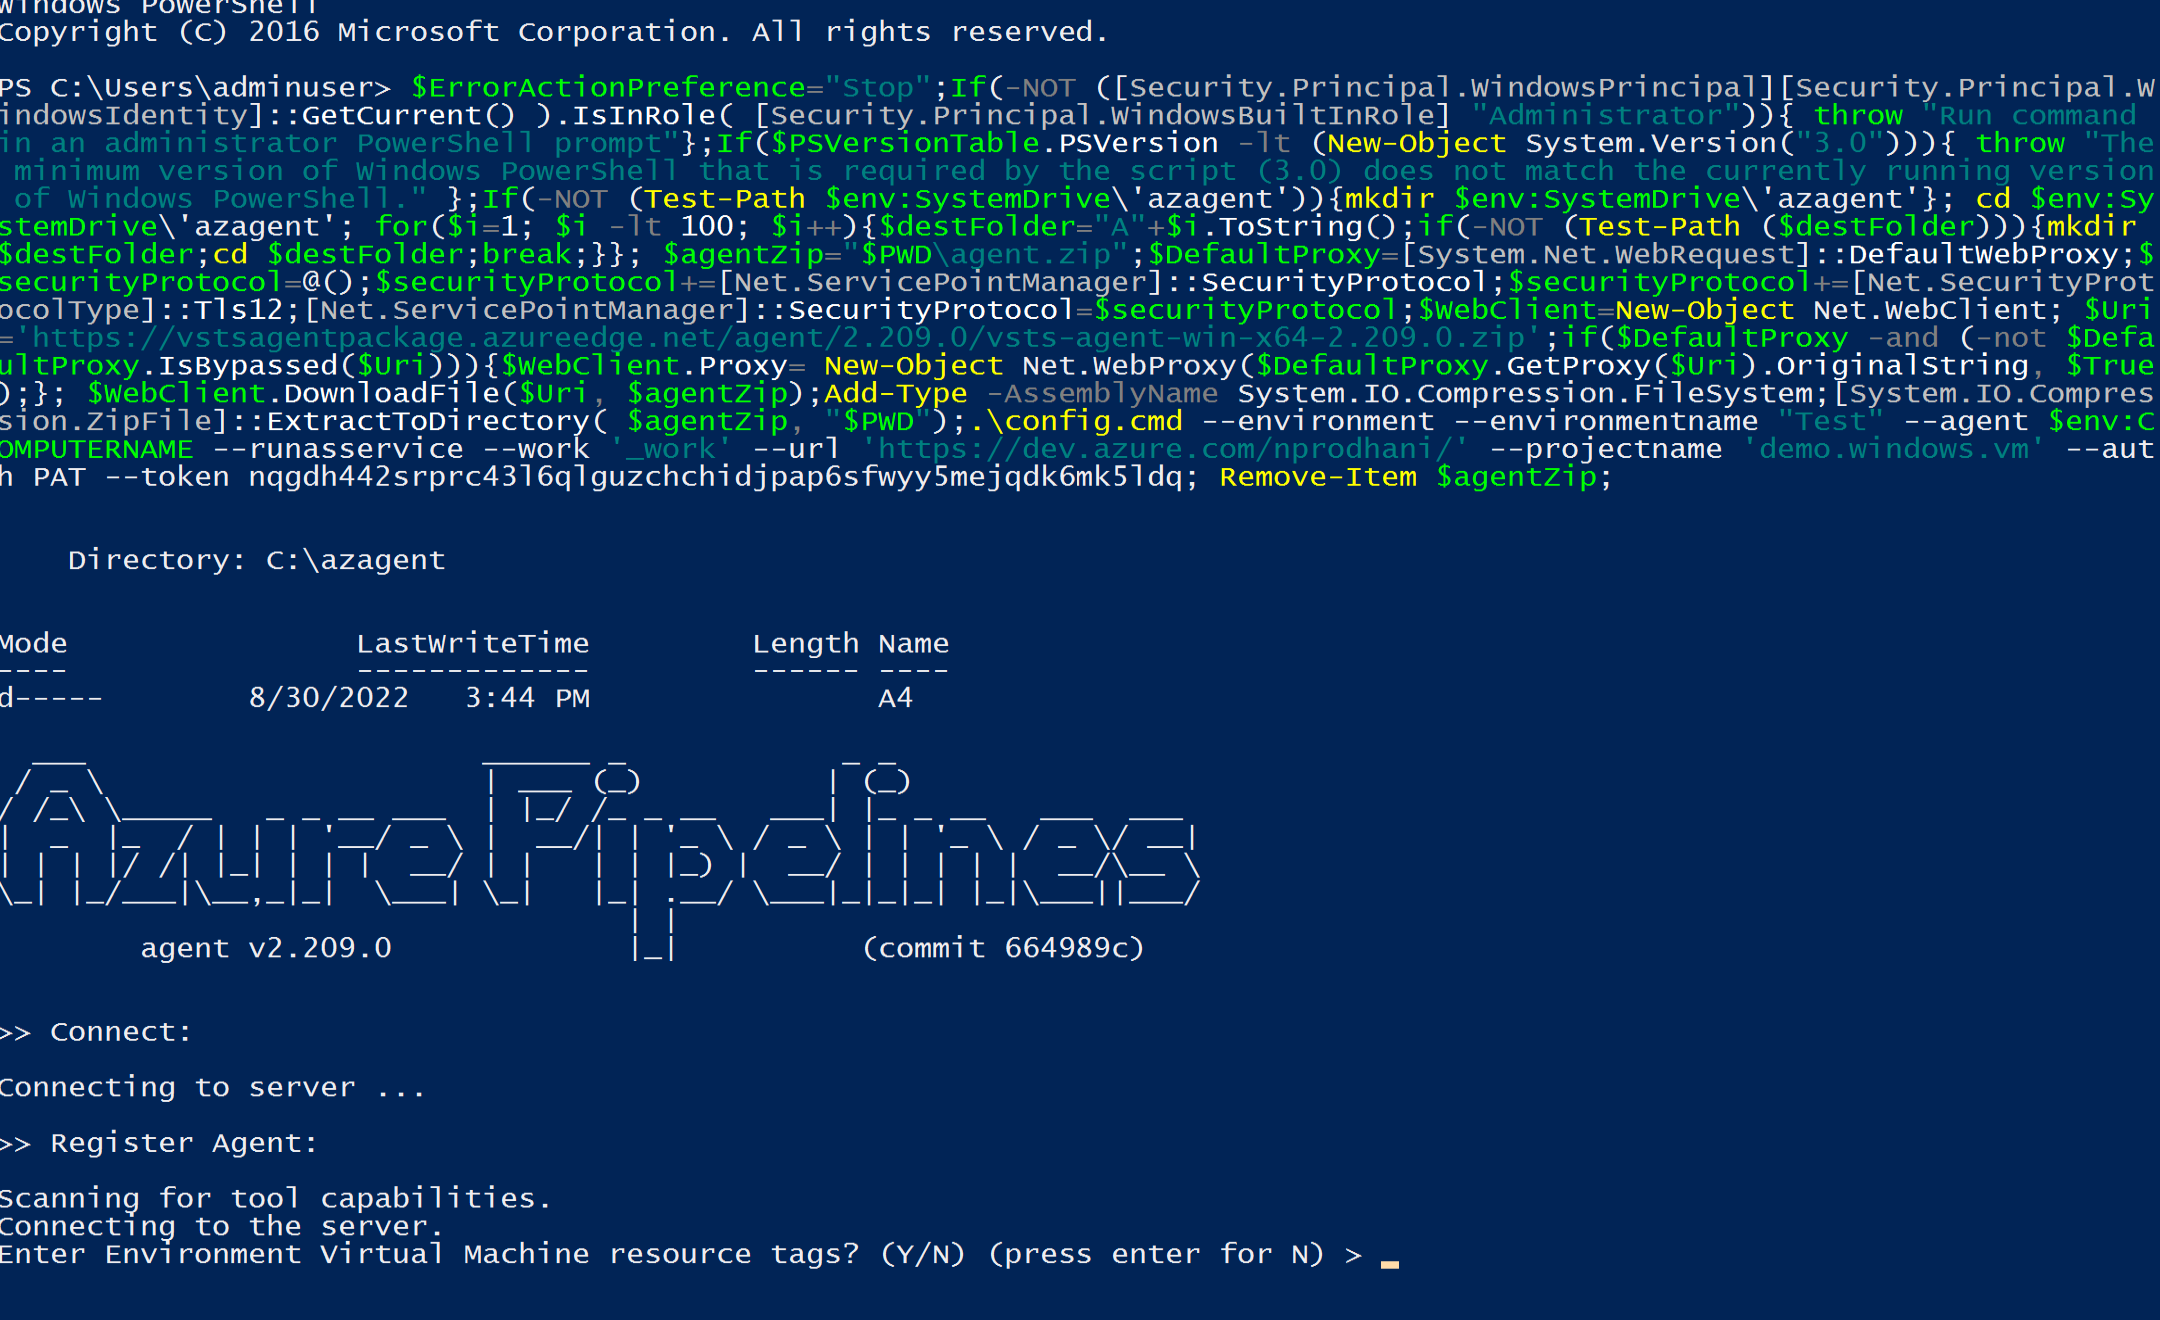 Windows PowerShell
Copyright (C) 2016 Microsoft Corporation. All rights reserved.
PS C:\Users\adminuser> $ErrorActionPreference="Stop";If(-NOT ([Security.Principal.WindowsPrincipal][Security.Principal.W
indowsIdentity]::GetCurrent() ).IsInRole( [Security.Principal.WindowsBuiltInRole] "Administrator")){ throw "Run command
in an administrator PowerShell prompt"};If($PSVersionTable.PSVersion -lt (New-Object System.Version("3.0"))){ throw "The
 minimum version of Windows PowerShell that is required by the script (3.0) does not match the currently running version
 of Windows PowerShell." };If(-NOT (Test-Path $env:SystemDrive\'azagent')){mkdir $env:SystemDrive\'azagent'}; cd $env:Sy
stemDrive\'azagent'; for($i=1; $i -lt 100; $i++){$destFolder="A"+$i.ToString();if(-NOT (Test-Path ($destFolder))){mkdir
$destFolder;cd $destFolder;break;}}; $agentZip="$PWD\agent.zip";$DefaultProxy=[System.Net.WebRequest]::DefaultWebProxy;$
securityProtocol=@();$securityProtocol+=[Net.ServicePointManager]::SecurityProtocol;$securityProtocol+=[Net.SecurityProt
ocolType]::Tls12;[Net.ServicePointManager]::SecurityProtocol=$securityProtocol;$WebClient=New-Object Net.WebClient; $Uri
='https://vstsagentpackage.azureedge.net/agent/2.209.0/vsts-agent-win-x64-2.209.0.zip';if($DefaultProxy -and (-not $Defa
ultProxy.IsBypassed($Uri))){$WebClient.Proxy= New-Object Net.WebProxy($DefaultProxy.GetProxy($Uri).OriginalString, $True
);}; $WebClient.DownloadFile($Uri, $agentZip);Add-Type -AssemblyName System.IO.Compression.FileSystem;[System.IO.Compres
sion.ZipFile]::ExtractToDirectory( $agentZip, "$PWD");.\config.cmd --environment --environmentname "Test" --agent $env:C
OMPUTERNAME --runasservice --work '_work' --url 'https://dev.azure.com/nprodhani/' --projectname 'demo.windows.vm' --aut
h PAT --token nqgdh442srprc43l6qlguzchchidjpap6sfwyy5mejqdk6mk5ldq; Remove-Item $agentZip;
Directory: C:\azagent
Mode LastWriteTime Length Name
---- ------------- ------ ----
d----- 8/30/2022 3:44 PM A4
Azure Pipelines
agent v2.209.0 (commit 664989c)
>> Connect:
Connecting to server ...
>> Register Agent:
Scanning for tool capabilities.
Connecting to the server.
Enter Environment Virtual Machine resource tags? (Y/N) (press enter for N) > _